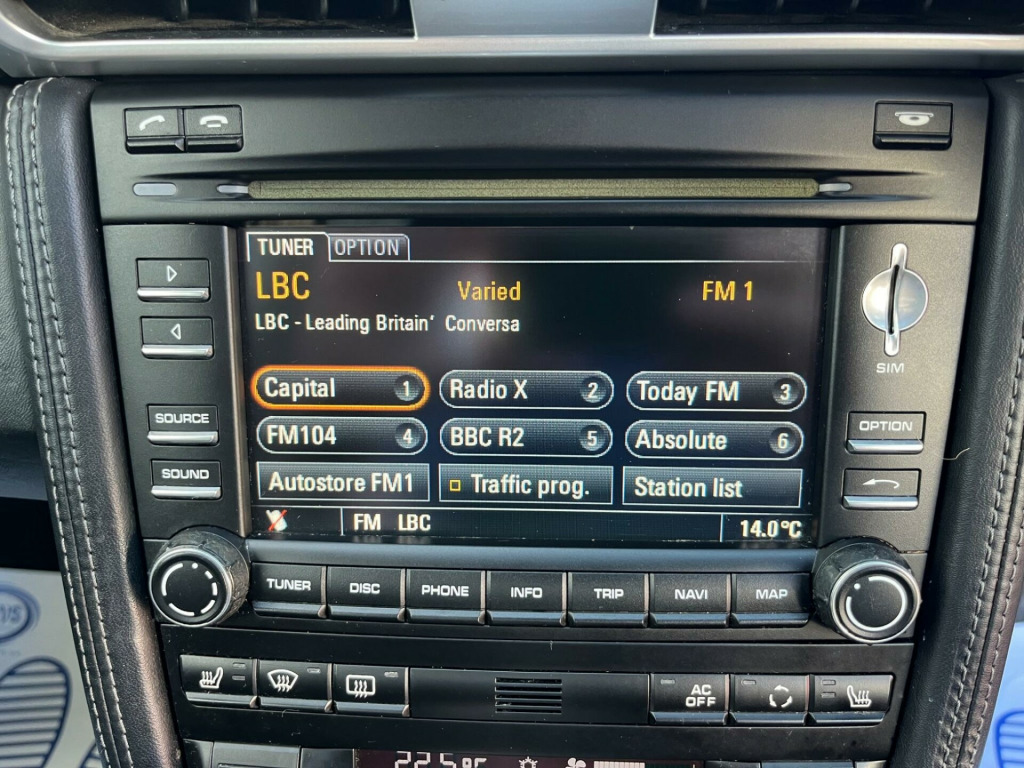 TUNER OPTION
LBC Varied FM 1
LBC - Leading Britain' Conversa
Capital 1 Radio X 2 Today FM 3
FM104 4 BBC R2 5 Absolute 6
Autostore FM1 Traffic prog. Station list
FM LBC 14.0°C
SIM
SOURCE
OPTION
SOUND
TUNER DISC PHONE INFO TRIP NAVI MAP
AC
OFF
22.5°C